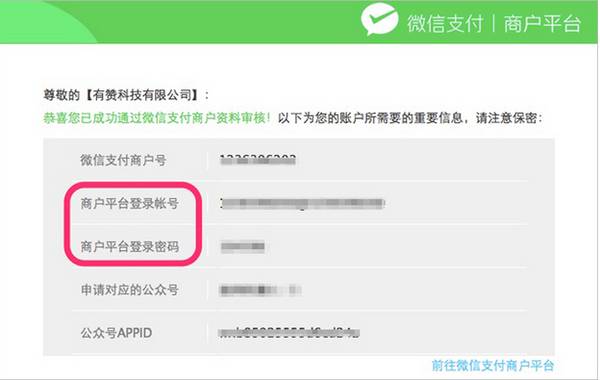 微信支付 | 商户平台
尊敬的【有赞科技有限公司】:
恭喜您已成功通过微信支付商户资料审核！以下为您的账户所需要的重要信息，请注意保密：
微信支付商户号
商户平台登录帐号
商户平台登录密码
申请对应的公众号
公众号APPID
前往微信支付商户平台